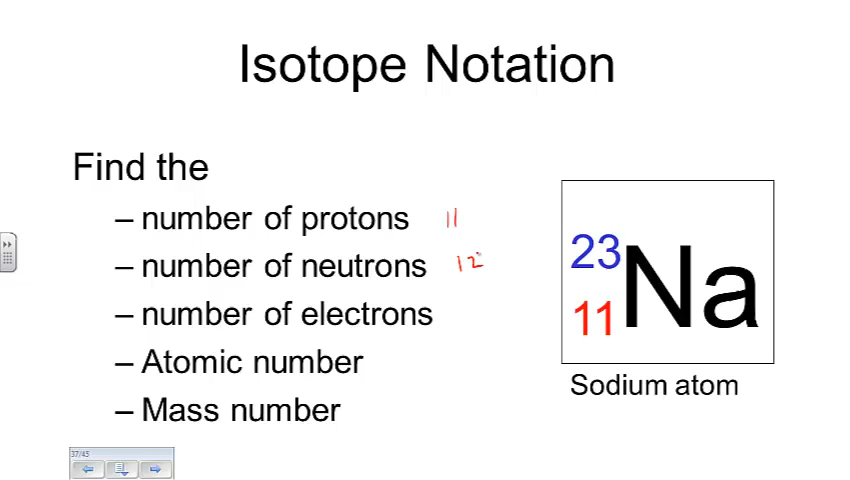 Isotope Notation
Find the
– number of protons 11
– number of neutrons 12
– number of electrons
– Atomic number
– Mass number
23
11
Na
Sodium atom
37/45